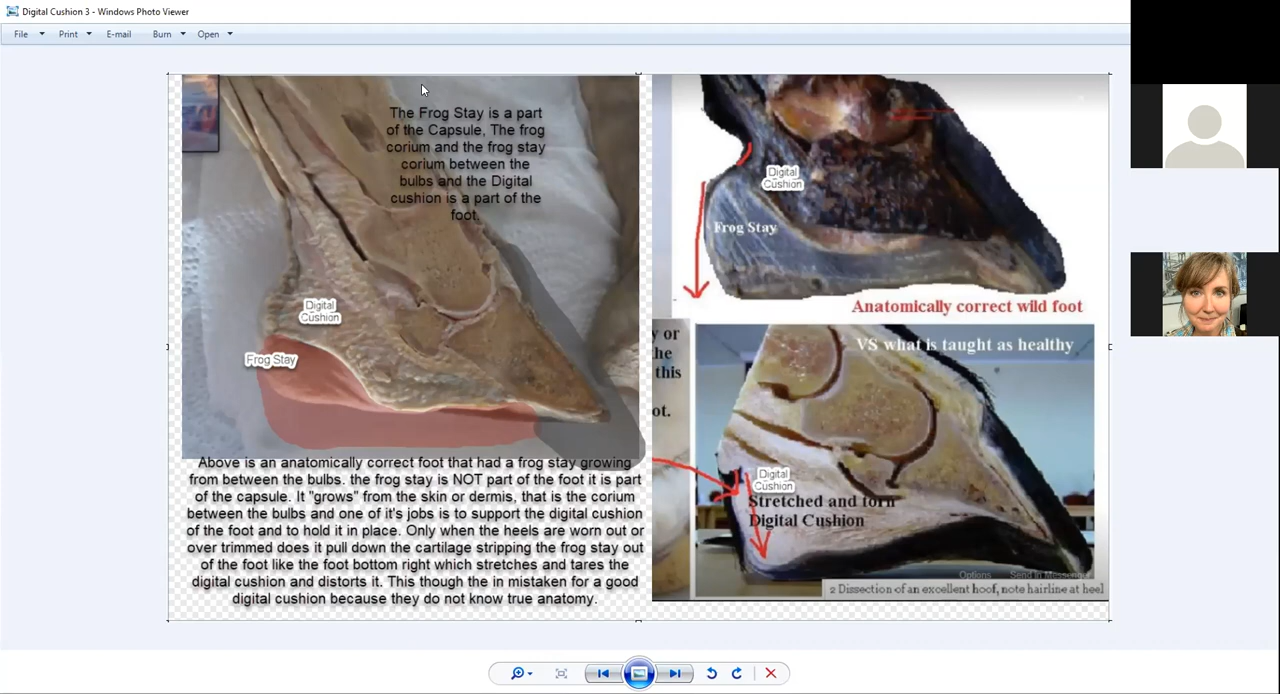 Digital Cushion 3 - Windows Photo Viewer
File
Print
E-mail
Burn
Open
The Frog Stay is a part
of the Capsule, The frog
corium and the frog stay
corium between the
bulbs and the Digital
cushion is a part of the
foot.
Digital
Cushion
Frog Stay
Above is an anatomically correct foot that had a frog stay growing
from between the bulbs. the frog stay is NOT part of the foot it is part
of the capsule. It "grows" from the skin or dermis, that is the corium
between the bulbs and one of it's jobs is to support the digital cushion
of the foot and to hold it in place. Only when the heels are worn out or
over trimmed does it pull down the cartilage stripping the frog stay out
of the foot like the foot bottom right which stretches and tares the
digital cushion and distorts it. This though the in mistaken for a good
digital cushion because they do not know true anatomy.
Digital
Cushion
Frog Stay
Anatomically correct wild foot
y or
the
this
ot.
VS what is taught as healthy
Digital
Cushion
Stretched and torn
Digital Cushion
Options
Send in Messenger
2 Dissection of an excellent hoof, note hairline at heel